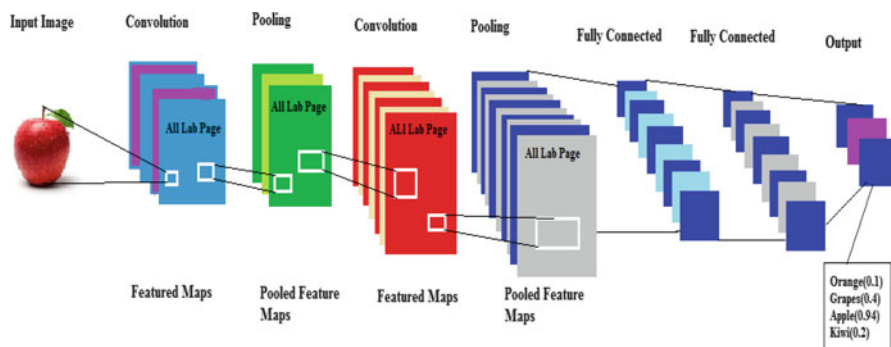 Input Image
Convolution
Pooling
Convolution
Pooling
Fully Connected
Fully Connected
Output
All Lab Page
All Lab Page
ALl Lab Page
All Lab Page
Featured Maps
Pooled Feature
Maps
Featured Maps
Pooled Feature
Maps
Orange(0.1)
Grapes(0.4)
Apple(0.94)
Kiwi(0.2)